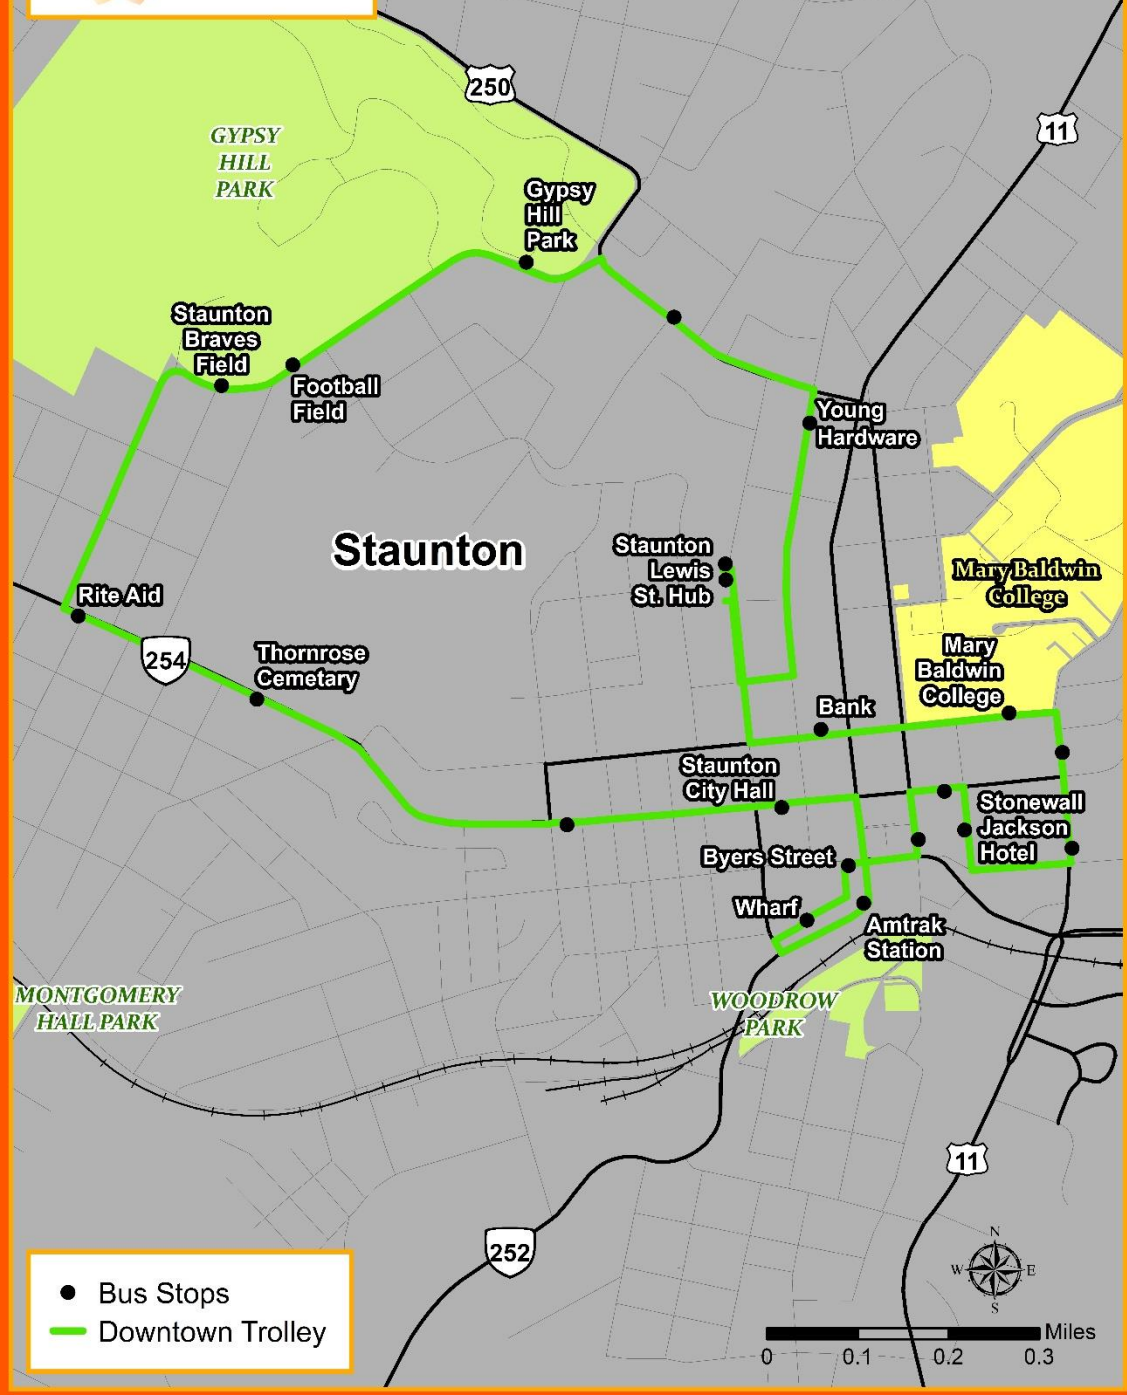 250
11
GYPSY
HILL
PARK
Gypsy
Hill
Park
Staunton
Braves
Field
Football
Field
Young
Hardware
Staunton
Staunton
Lewis
St. Hub
Mary Baldwin
College
Rite Aid
254
Thornrose
Cemetary
Mary
Baldwin
College
Bank
Staunton
City Hall
Stonewall
Jackson
Hotel
Byers Street
Wharf
Amtrak
Station
MONTGOMERY
HALL PARK
WOODROW
PARK
11
252
N
W E
S
Bus Stops
Downtown Trolley
Miles
0 0.1 0.2 0.3